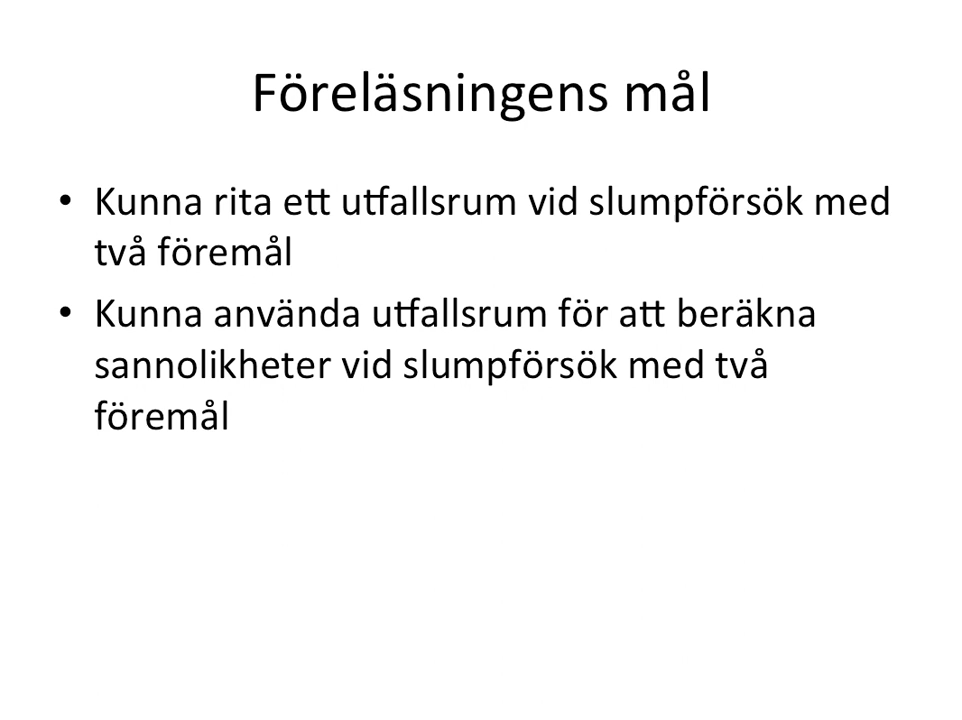 Föreläsningens mål
• Kunna rita ett utfallsrum vid slumpförsök med
två föremål
• Kunna använda utfallsrum för att beräkna
sannolikheter vid slumpförsök med två
föremål